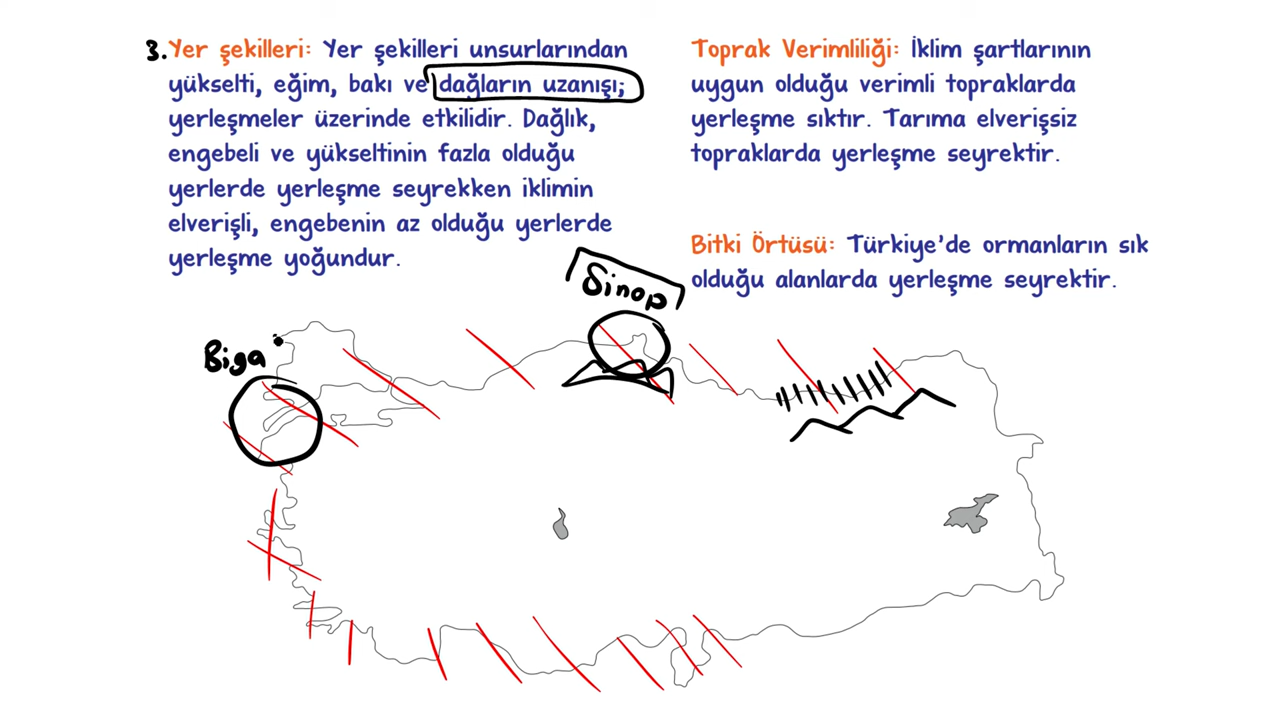 3. Yer şekilleri: Yer şekilleri unsurlarından
yükselti, eğim, bakı ve dağların uzanışı;
yerleşmeler üzerinde etkilidir. Dağlık,
engebeli ve yükseltinin fazla olduğu
yerlerde yerleşme seyrekken iklimin
elverişli, engebenin az olduğu yerlerde
yerleşme yoğundur.
Toprak Verimliliği: İklim şartlarının
uygun olduğu verimli topraklarda
yerleşme sıktır. Tarıma elverişsiz
topraklarda yerleşme seyrektir.
Bitki Örtüsü: Türkiye'de ormanların sık
olduğu alanlarda yerleşme seyrektir.
Sinop
Biga